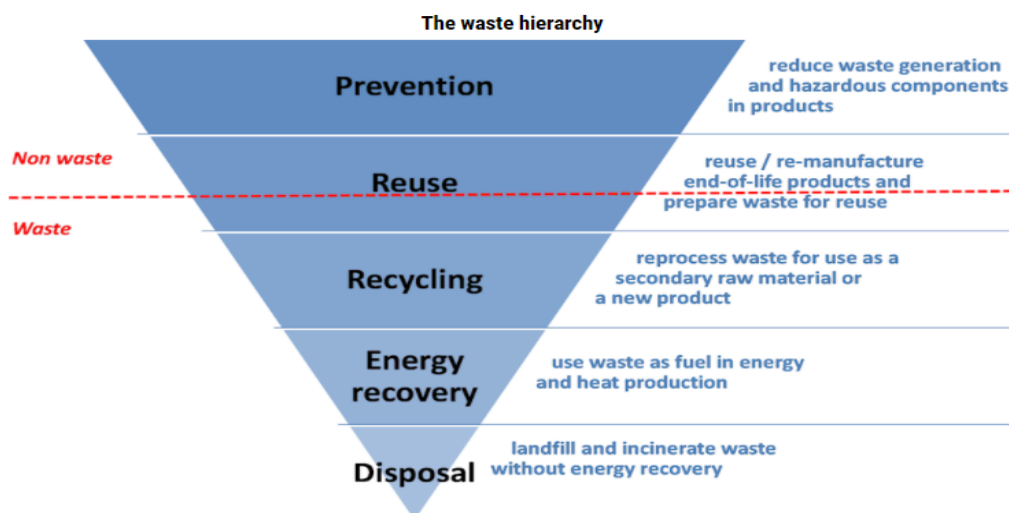 The waste hierarchy
Prevention
reduce waste generation
and hazardous components
in products
Non waste
Reuse
reuse / re-manufacture
end-of-life products and
prepare waste for reuse
Waste
Recycling
reprocess waste for use as a
secondary raw material or
a new product
Energy
recovery
use waste as fuel in energy
and heat production
Disposal
landfill and incinerate waste
without energy recovery